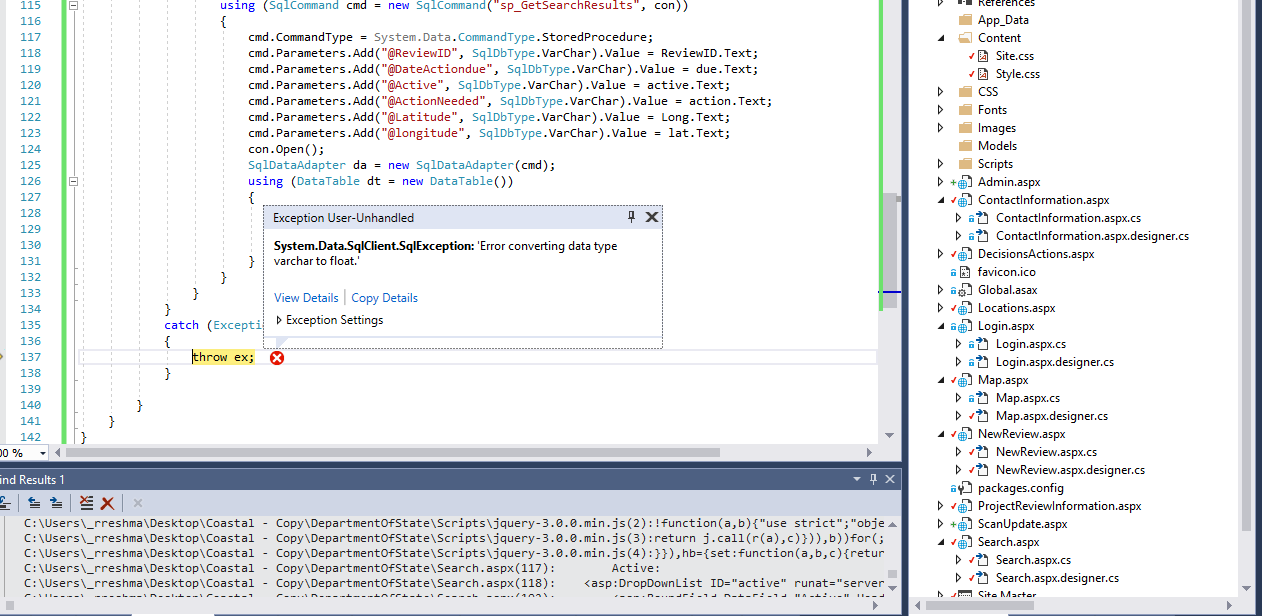 115 using (SqlCommand cmd = new SqlCommand("sp_GetSearchResults", con))
116 {
117 cmd.CommandType = System.Data.CommandType.StoredProcedure;
118 cmd.Parameters.Add("@ReviewID", SqlDbType.VarChar).Value = ReviewID.Text;
119 cmd.Parameters.Add("@DateActiondue", SqlDbType.VarChar).Value = due.Text;
120 cmd.Parameters.Add("@Active", SqlDbType.VarChar).Value = active.Text;
121 cmd.Parameters.Add("@ActionNeeded", SqlDbType.VarChar).Value = action.Text;
122 cmd.Parameters.Add("@Latitude", SqlDbType.VarChar).Value = Long.Text;
123 cmd.Parameters.Add("@longitude", SqlDbType.VarChar).Value = lat.Text;
124 con.Open();
125 SqlDataAdapter da = new SqlDataAdapter(cmd);
126 using (DataTable dt = new DataTable())
127 {
128
129
130
131 }
132 }
133 }
134 }
135 catch (Excepti
136 {
137 throw ex;
138 }
139
140 }
141 }
142 }
Exception User-Unhandled
System.Data.SqlClient.SqlException: 'Error converting data type
varchar to float.'
View Details | Copy Details
Exception Settings
00 %
ind Results 1
C:\Users\_rreshma\Desktop\Coastal - Copy\DepartmentOfState\Scripts\jquery-3.0.0.min.js(2):!function(a,b){"use strict";"obje
C:\Users\_rreshma\Desktop\Coastal - Copy\DepartmentOfState\Scripts\jquery-3.0.0.min.js(3):return j.call(r(a),c)})),b))for(;
C:\Users\_rreshma\Desktop\Coastal - Copy\DepartmentOfState\Scripts\jquery-3.0.0.min.js(4):}}),hb={set:function(a,b,c){retur
C:\Users\_rreshma\Desktop\Coastal - Copy\DepartmentOfState\Search.aspx(117): Active:
C:\Users\_rreshma\Desktop\Coastal - Copy\DepartmentOfState\Search.aspx(118): <asp:DropDownList ID="active" runat="server
References
App_Data
Content
Site.css
Style.css
CSS
Fonts
Images
Models
Scripts
Admin.aspx
ContactInformation.aspx
ContactInformation.aspx.cs
ContactInformation.aspx.designer.cs
DecisionsActions.aspx
favicon.ico
Global.asax
Locations.aspx
Login.aspx
Login.aspx.cs
Login.aspx.designer.cs
Map.aspx
Map.aspx.cs
Map.aspx.designer.cs
NewReview.aspx
NewReview.aspx.cs
NewReview.aspx.designer.cs
packages.config
ProjectReviewInformation.aspx
ScanUpdate.aspx
Search.aspx
Search.aspx.cs
Search.aspx.designer.cs
Site.Master